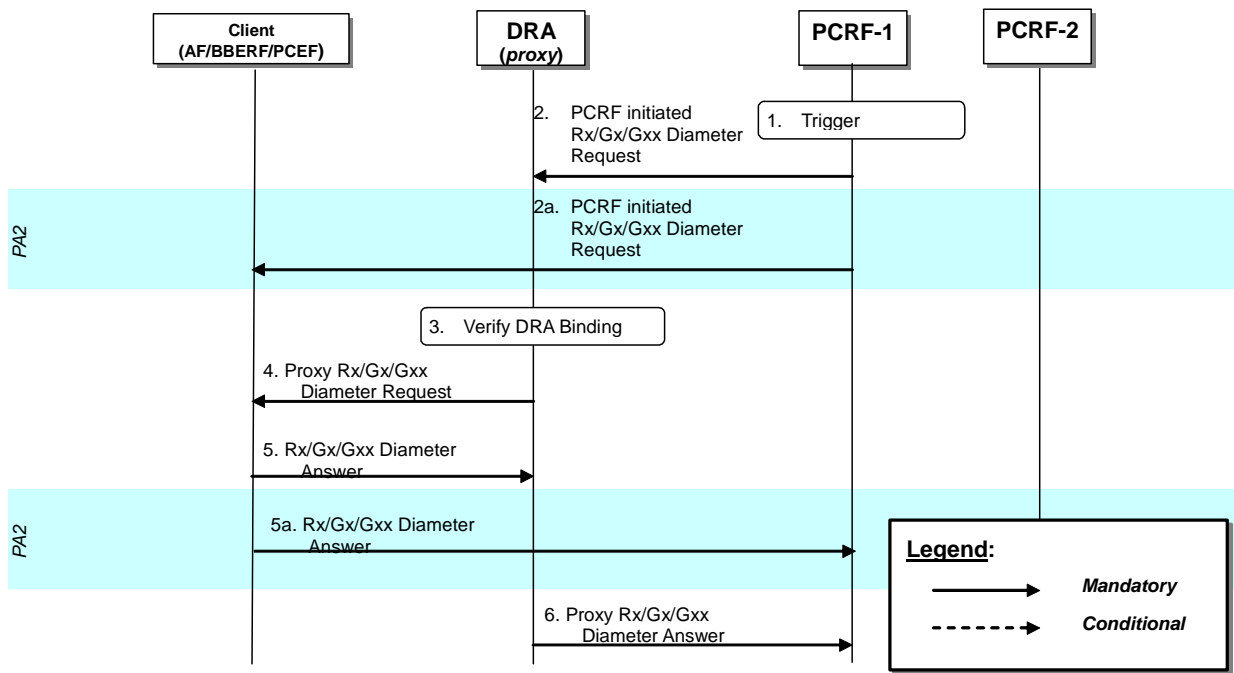 Client
(AF/BBERF/PCEF)
DRA
(proxy)
PCRF-1
PCRF-2
1. Trigger
2. PCRF initiated
Rx/Gx/Gxx Diameter
Request
PA2
2a. PCRF initiated
Rx/Gx/Gxx Diameter
Request
3. Verify DRA Binding
4. Proxy Rx/Gx/Gxx
Diameter Request
5. Rx/Gx/Gxx Diameter
Answer
PA2
5a. Rx/Gx/Gxx Diameter
Answer
6. Proxy Rx/Gx/Gxx
Diameter Answer
Legend:
Mandatory
Conditional